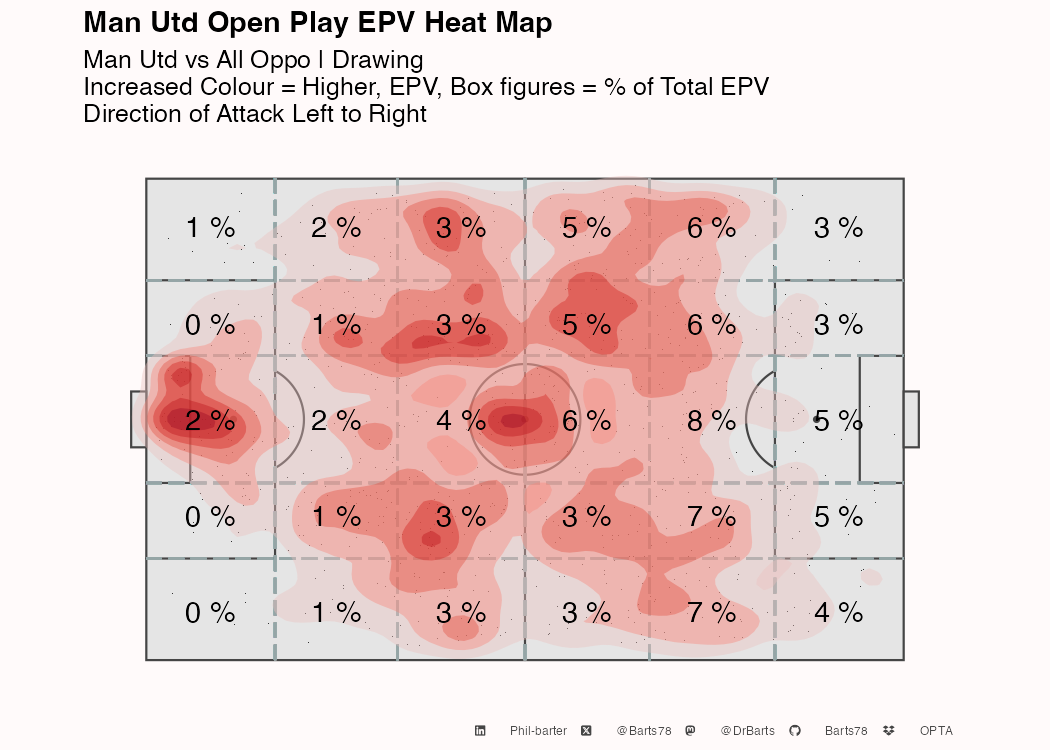 Man Utd Open Play EPV Heat Map
Man Utd vs All Oppo | Drawing
Increased Colour = Higher, EPV, Box figures = % of Total EPV
Direction of Attack Left to Right
1 % 2 % 3 % 5 % 6 % 3 %
0 % 1 % 3 % 5 % 6 % 3 %
2 % 2 % 4 % 6 % 8 % 5 %
0 % 1 % 3 % 3 % 7 % 5 %
0 % 1 % 3 % 3 % 7 % 4 %
Phil-barter @Barts78 @DrBarts Barts78 OPTA